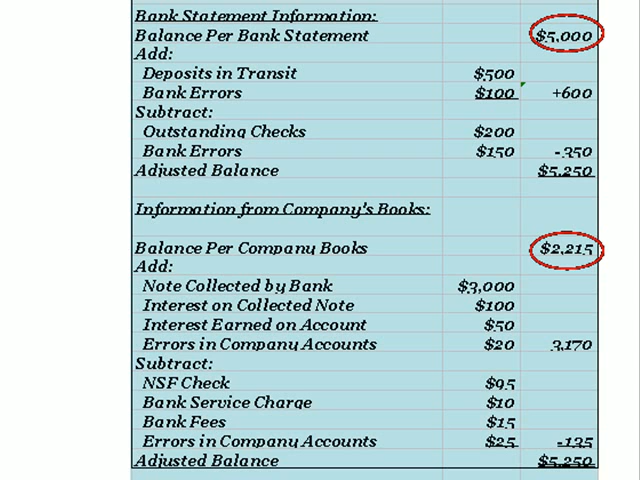 Bank Statement Information:
Balance Per Bank Statement $5,000
Add:
Deposits in Transit $500
Bank Errors $100 +600
Subtract:
Outstanding Checks $200
Bank Errors $150 -350
Adjusted Balance $5,250
Information from Company's Books:
Balance Per Company Books $2,215
Add:
Note Collected by Bank $3,000
Interest on Collected Note $100
Interest Earned on Account $50
Errors in Company Accounts $20 3,170
Subtract:
NSF Check $95
Bank Service Charge $10
Bank Fees $15
Errors in Company Accounts $25 -135
Adjusted Balance $5,250